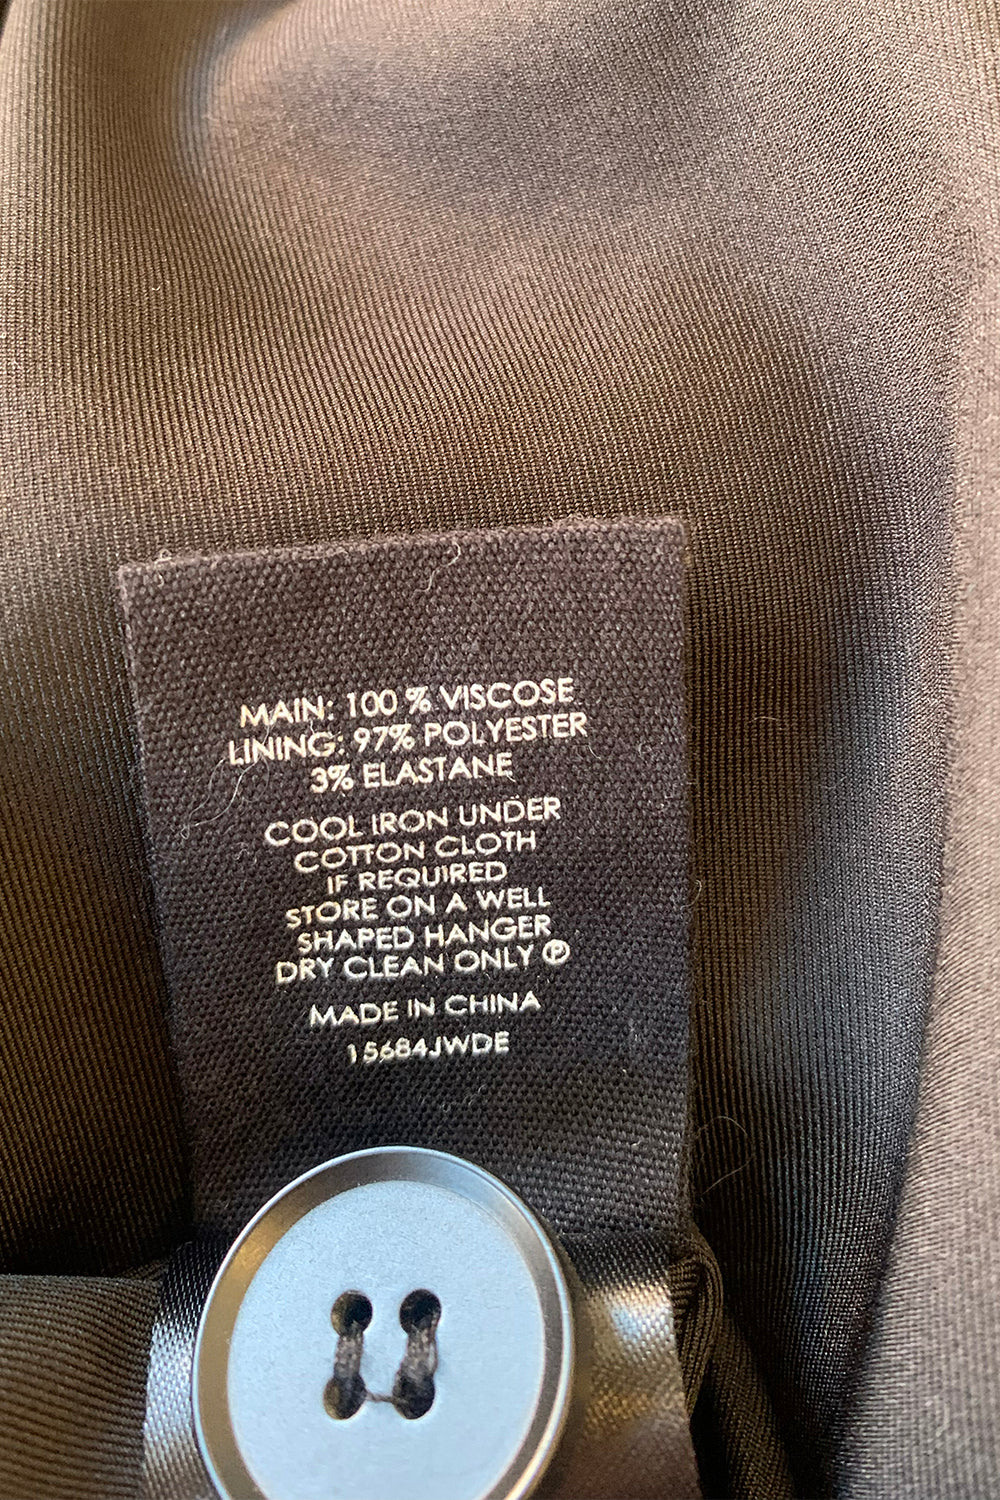 MAIN: 100 % VISCOSE
LINING: 97% POLYESTER
3% ELASTANE
COOL IRON UNDER
COTTON CLOTH
IF REQUIRED
STORE ON A WELL
SHAPED HANGER
DRY CLEAN ONLY Ⓟ
MADE IN CHINA
15684JWDE